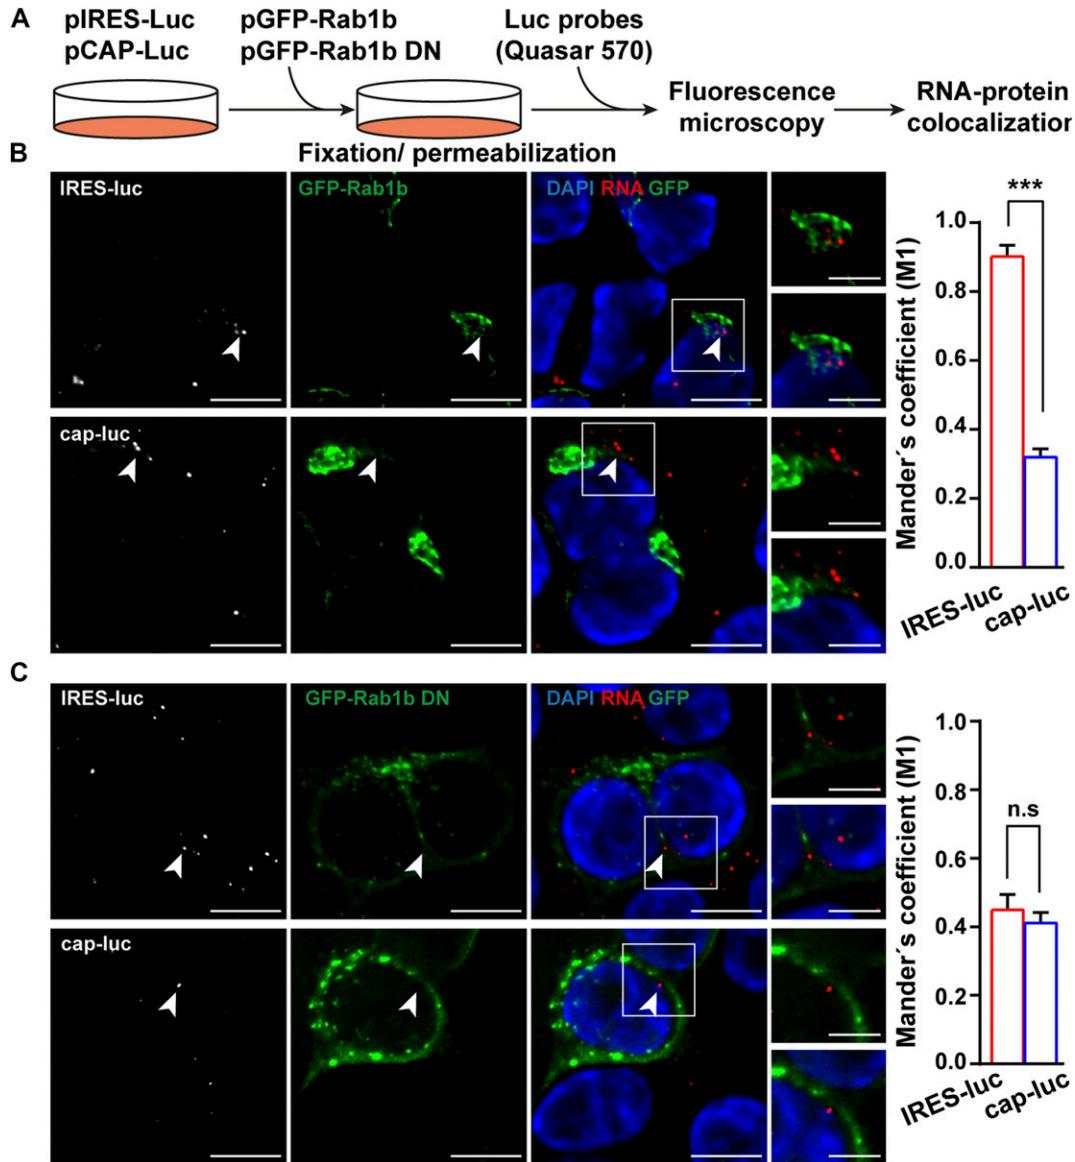 A
pIRES-Luc
pCAP-Luc
pGFP-Rab1b
pGFP-Rab1b DN
Luc probes
(Quasar 570)
Fluorescence
microscopy
RNA-protein
colocalization
Fixation/ permeabilization
B
IRES-luc
GFP-Rab1b
DAPI RNA GFP
cap-luc
Mander´s coefficient (M1)
1.0
0.8
0.6
0.4
0.2
0.0
***
IRES-luc
cap-luc
C
IRES-luc
GFP-Rab1b DN
DAPI RNA GFP
cap-luc
Mander´s coefficient (M1)
1.0
0.8
0.6
0.4
0.2
0.0
n.s
IRES-luc
cap-luc